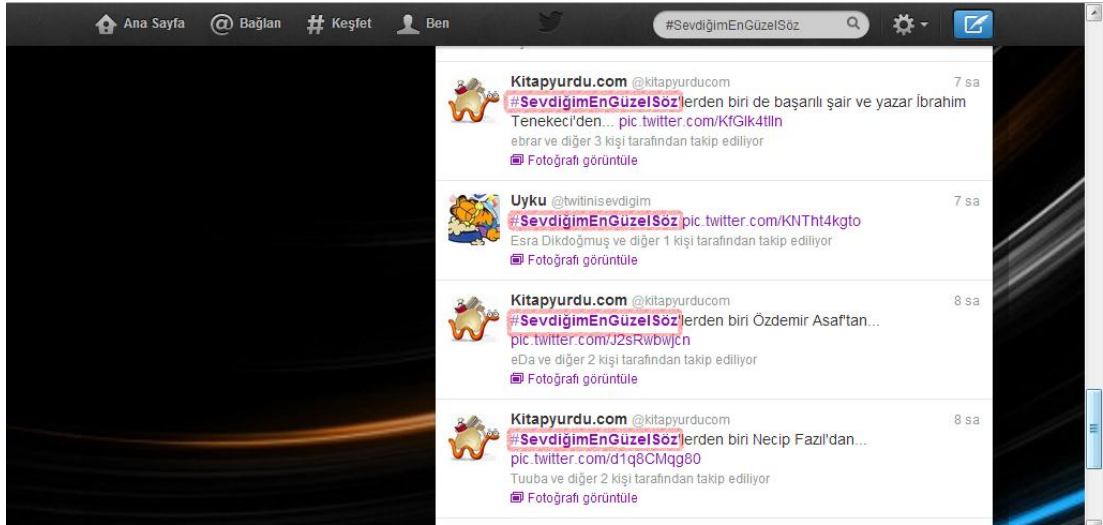 Ana Sayfa @ Bağlan # Keşfet Ben #SevdiğimEnGüzelSöz
Kitapyurdu.com @kitapyurducom 7 sa
#SevdiğimEnGüzelSöz'lerden biri de başarılı şair ve yazar İbrahim
Tenekeci'den... pic.twitter.com/KfGlk4tlln
ebrar ve diğer 3 kişi tarafından takip ediliyor
Fotoğrafı görüntüle
Uyku @twitinisevdigim 7 sa
#SevdiğimEnGüzelSöz pic.twitter.com/KNTht4kgto
Esra Dikdoğmuş ve diğer 1 kişi tarafından takip ediliyor
Fotoğrafı görüntüle
Kitapyurdu.com @kitapyurducom 8 sa
#SevdiğimEnGüzelSöz'lerden biri Özdemir Asaf'tan...
pic.twitter.com/J2sRwbwjcn
eDa ve diğer 2 kişi tarafından takip ediliyor
Fotoğrafı görüntüle
Kitapyurdu.com @kitapyurducom 8 sa
#SevdiğimEnGüzelSöz'lerden biri Necip Fazıl'dan...
pic.twitter.com/d1q8CMqg80
Tuuba ve diğer 2 kişi tarafından takip ediliyor
Fotoğrafı görüntüle